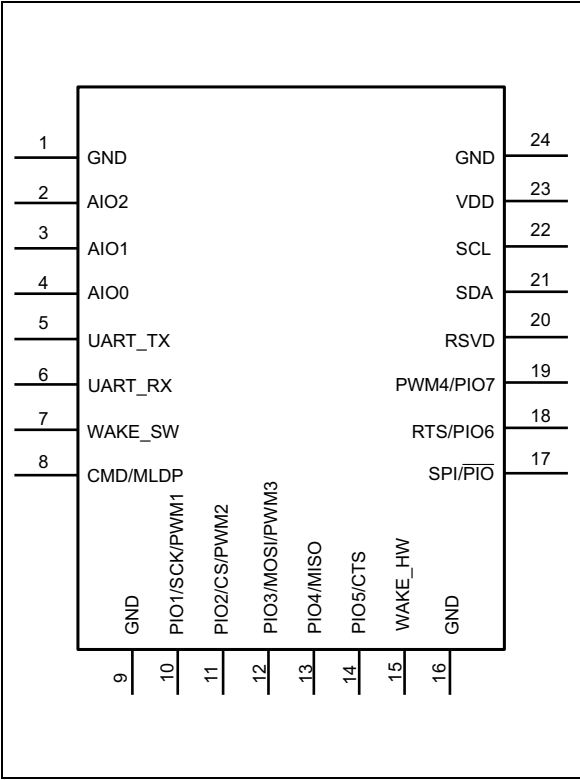 1 GND
2 AIO2
3 AIO1
4 AIO0
5 UART_TX
6 UART_RX
7 WAKE_SW
8 CMD/MLDP
GND 24
VDD 23
SCL 22
SDA 21
RSVD 20
PWM4/PIO7 19
RTS/PIO6 18
SPI/P̅I̅O̅ 17
GND 9
PIO1/SCK/PWM1 10
PIO2/CS/PWM2 11
PIO3/MOSI/PWM3 12
PIO4/MISO 13
PIO5/CTS 14
WAKE_HW 15
GND 16